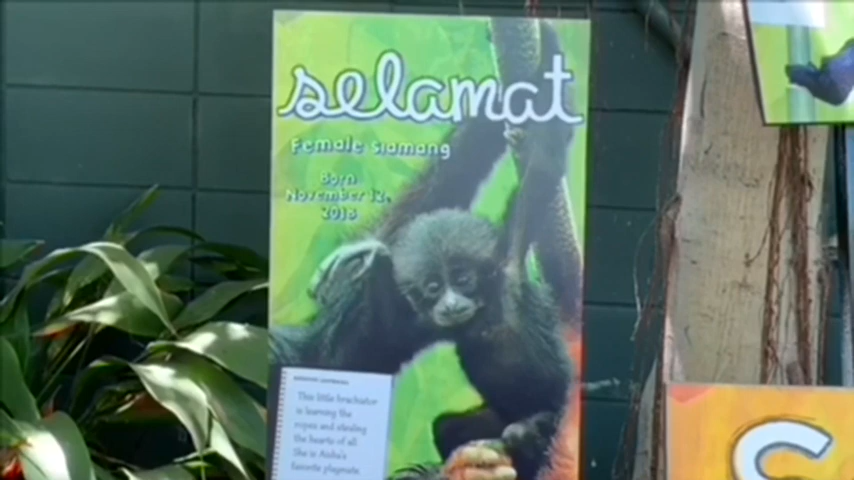 selamat
Female Siamang
Born
November 12,
2018
This little brachiator
is learning the
ropes and stealing
the hearts of all.
She is Aisha's
favorite playmate.
S